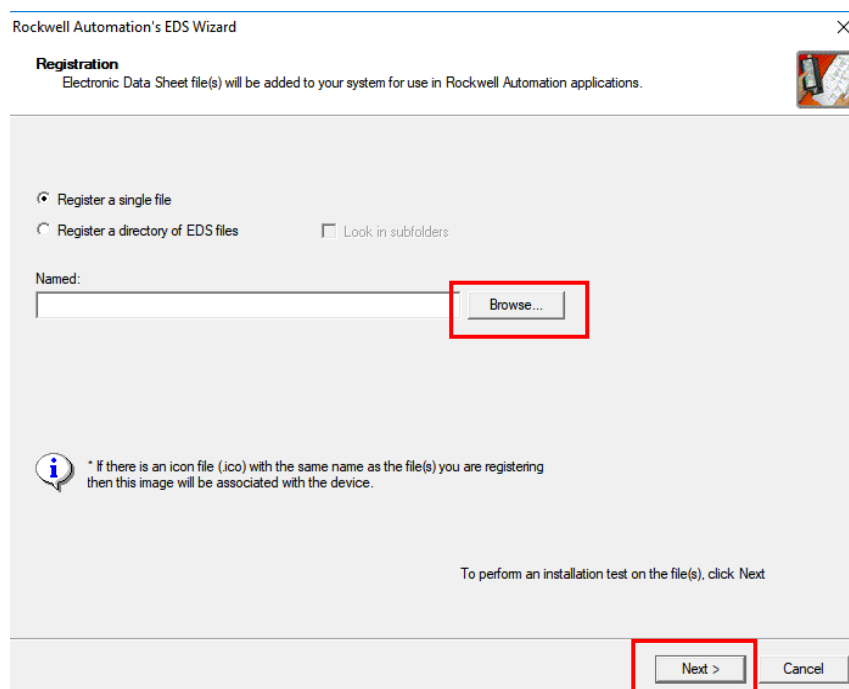 Rockwell Automation's EDS Wizard
Registration
Electronic Data Sheet file(s) will be added to your system for use in Rockwell Automation applications.
Register a single file
Register a directory of EDS files
Look in subfolders
Named:
Browse...
* If there is an icon file (.ico) with the same name as the file(s) you are registering
then this image will be associated with the device.
To perform an installation test on the file(s), click Next
Next >
Cancel